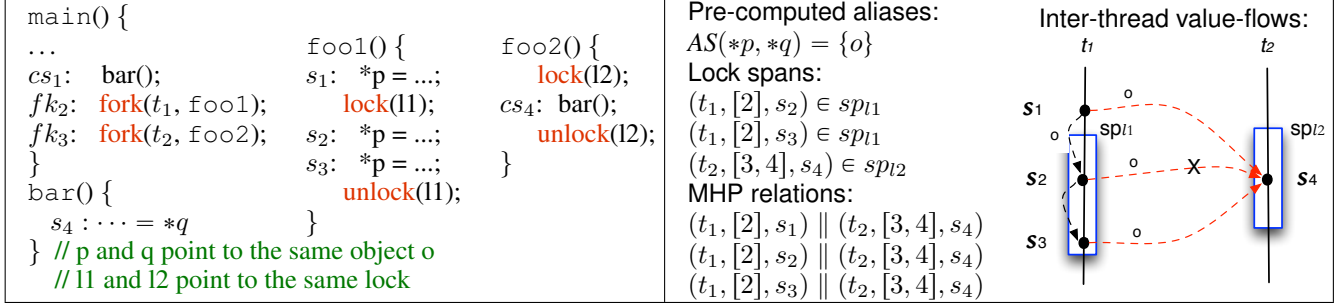 main() {
...
cs1: bar();
fk2: fork(t1, foo1);
fk3: fork(t2, foo2);
}
bar() {
s4 : ··· = *q
} // p and q point to the same object o
// l1 and l2 point to the same lock
foo1() {
s1: *p = ...;
lock(l1);
s2: *p = ...;
s3: *p = ...;
unlock(l1);
}
foo2() {
lock(l2);
cs4: bar();
unlock(l2);
}
Pre-computed aliases:
AS(*p, *q) = {o}
Lock spans:
(t1, [2], s2) ∈ spl1
(t1, [2], s3) ∈ spl1
(t2, [3, 4], s4) ∈ spl2
MHP relations:
(t1, [2], s1) ∥ (t2, [3, 4], s4)
(t1, [2], s2) ∥ (t2, [3, 4], s4)
(t1, [2], s3) ∥ (t2, [3, 4], s4)
Inter-thread value-flows:
t1 t2
s1 o
o spl1 spl2
o
s2 X s4
s3 o